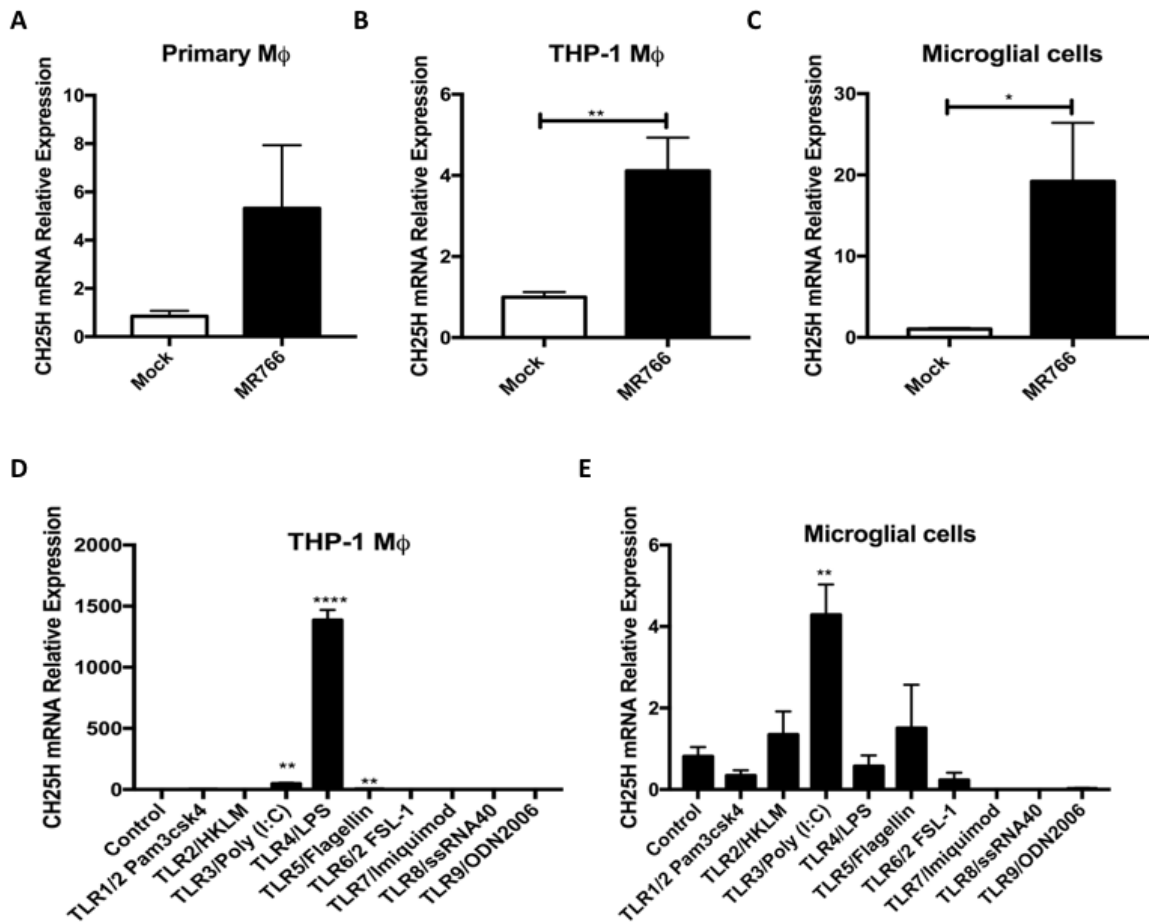 A
Primary Mϕ
CH25H mRNA Relative Expression
10
8
6
4
2
0
Mock
MR766
B
THP-1 Mϕ
CH25H mRNA Relative Expression
6
4
2
0
**
Mock
MR766
C
Microglial cells
CH25H mRNA Relative Expression
30
20
10
0
*
Mock
MR766
D
THP-1 Mϕ
CH25H mRNA Relative Expression
2000
1500
1000
500
0
**
****
**
Control
TLR1/2 Pam3csk4
TLR2/HKLM
TLR3/Poly (I:C)
TLR4/LPS
TLR5/Flagellin
TLR6/2 FSL-1
TLR7/Imiquimod
TLR8/ssRNA40
TLR9/ODN2006
E
Microglial cells
CH25H mRNA Relative Expression
6
4
2
0
**
Control
TLR1/2 Pam3csk4
TLR2/HKLM
TLR3/Poly (I:C)
TLR4/LPS
TLR5/Flagellin
TLR6/2 FSL-1
TLR7/Imiquimod
TLR8/ssRNA40
TLR9/ODN2006